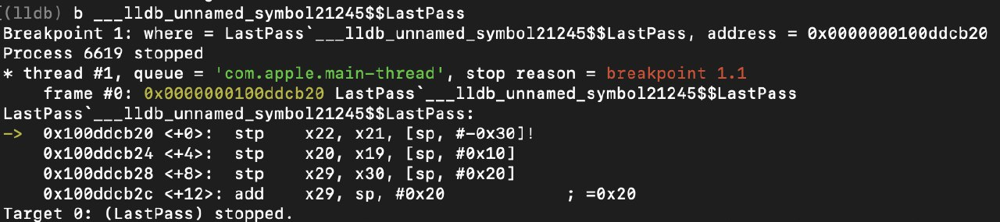 (lldb) b ___lldb_unnamed_symbol21245$$LastPass
Breakpoint 1: where = LastPass`___lldb_unnamed_symbol21245$$LastPass, address = 0x0000000100ddcb20
Process 6619 stopped
* thread #1, queue = 'com.apple.main-thread', stop reason = breakpoint 1.1
    frame #0: 0x0000000100ddcb20 LastPass`___lldb_unnamed_symbol21245$$LastPass
LastPass`___lldb_unnamed_symbol21245$$LastPass:
->  0x100ddcb20 <+0>:  stp    x22, x21, [sp, #-0x30]!
    0x100ddcb24 <+4>:  stp    x20, x19, [sp, #0x10]
    0x100ddcb28 <+8>:  stp    x29, x30, [sp, #0x20]
    0x100ddcb2c <+12>: add    x29, sp, #0x20            ; =0x20
Target 0: (LastPass) stopped.